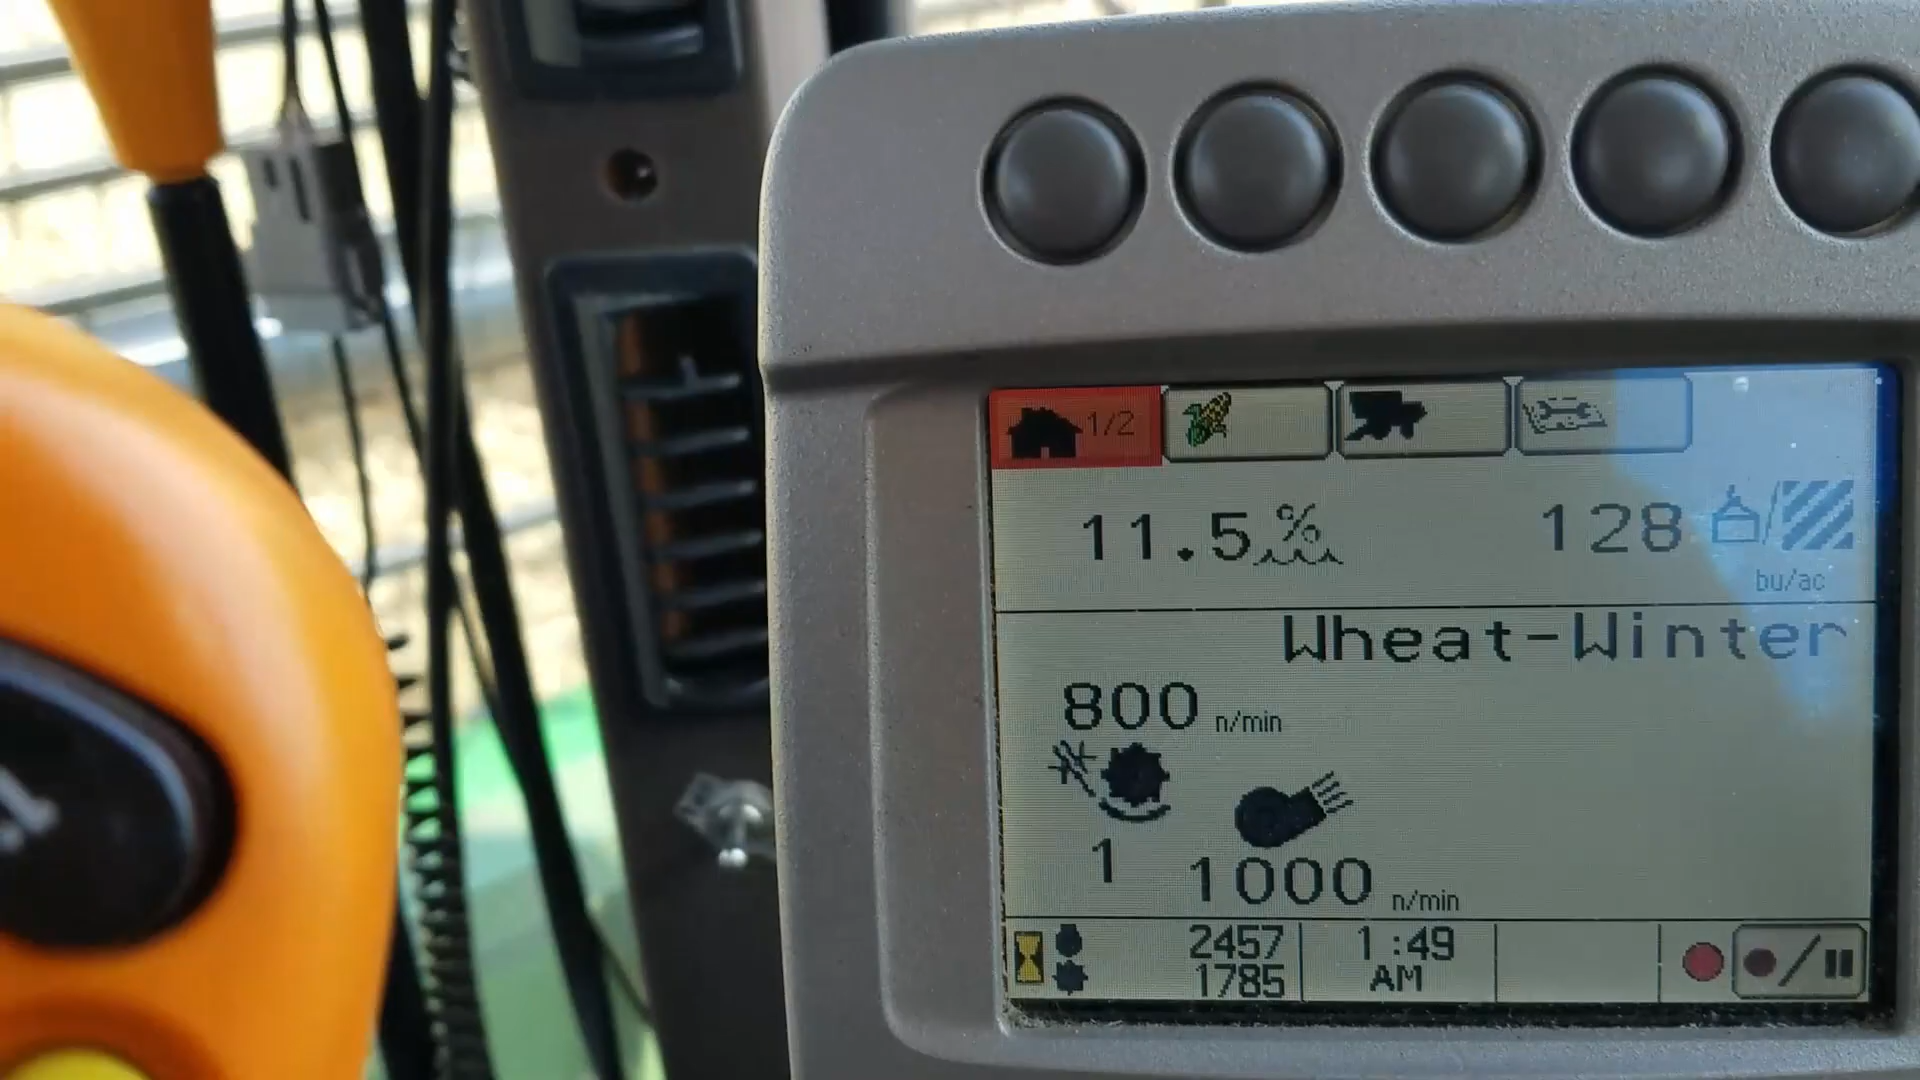 1/2
11.5 %
128
bu/ac
Wheat-Winter
800 n/min
1
1000 n/min
2457
1785
1:49
AM